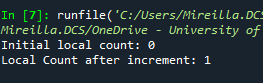 In [7]: runfile('C:/Users/Mireilla.DCS
Mireilla.DCS/OneDrive - University of
Initial local count: 0
Local Count after increment: 1